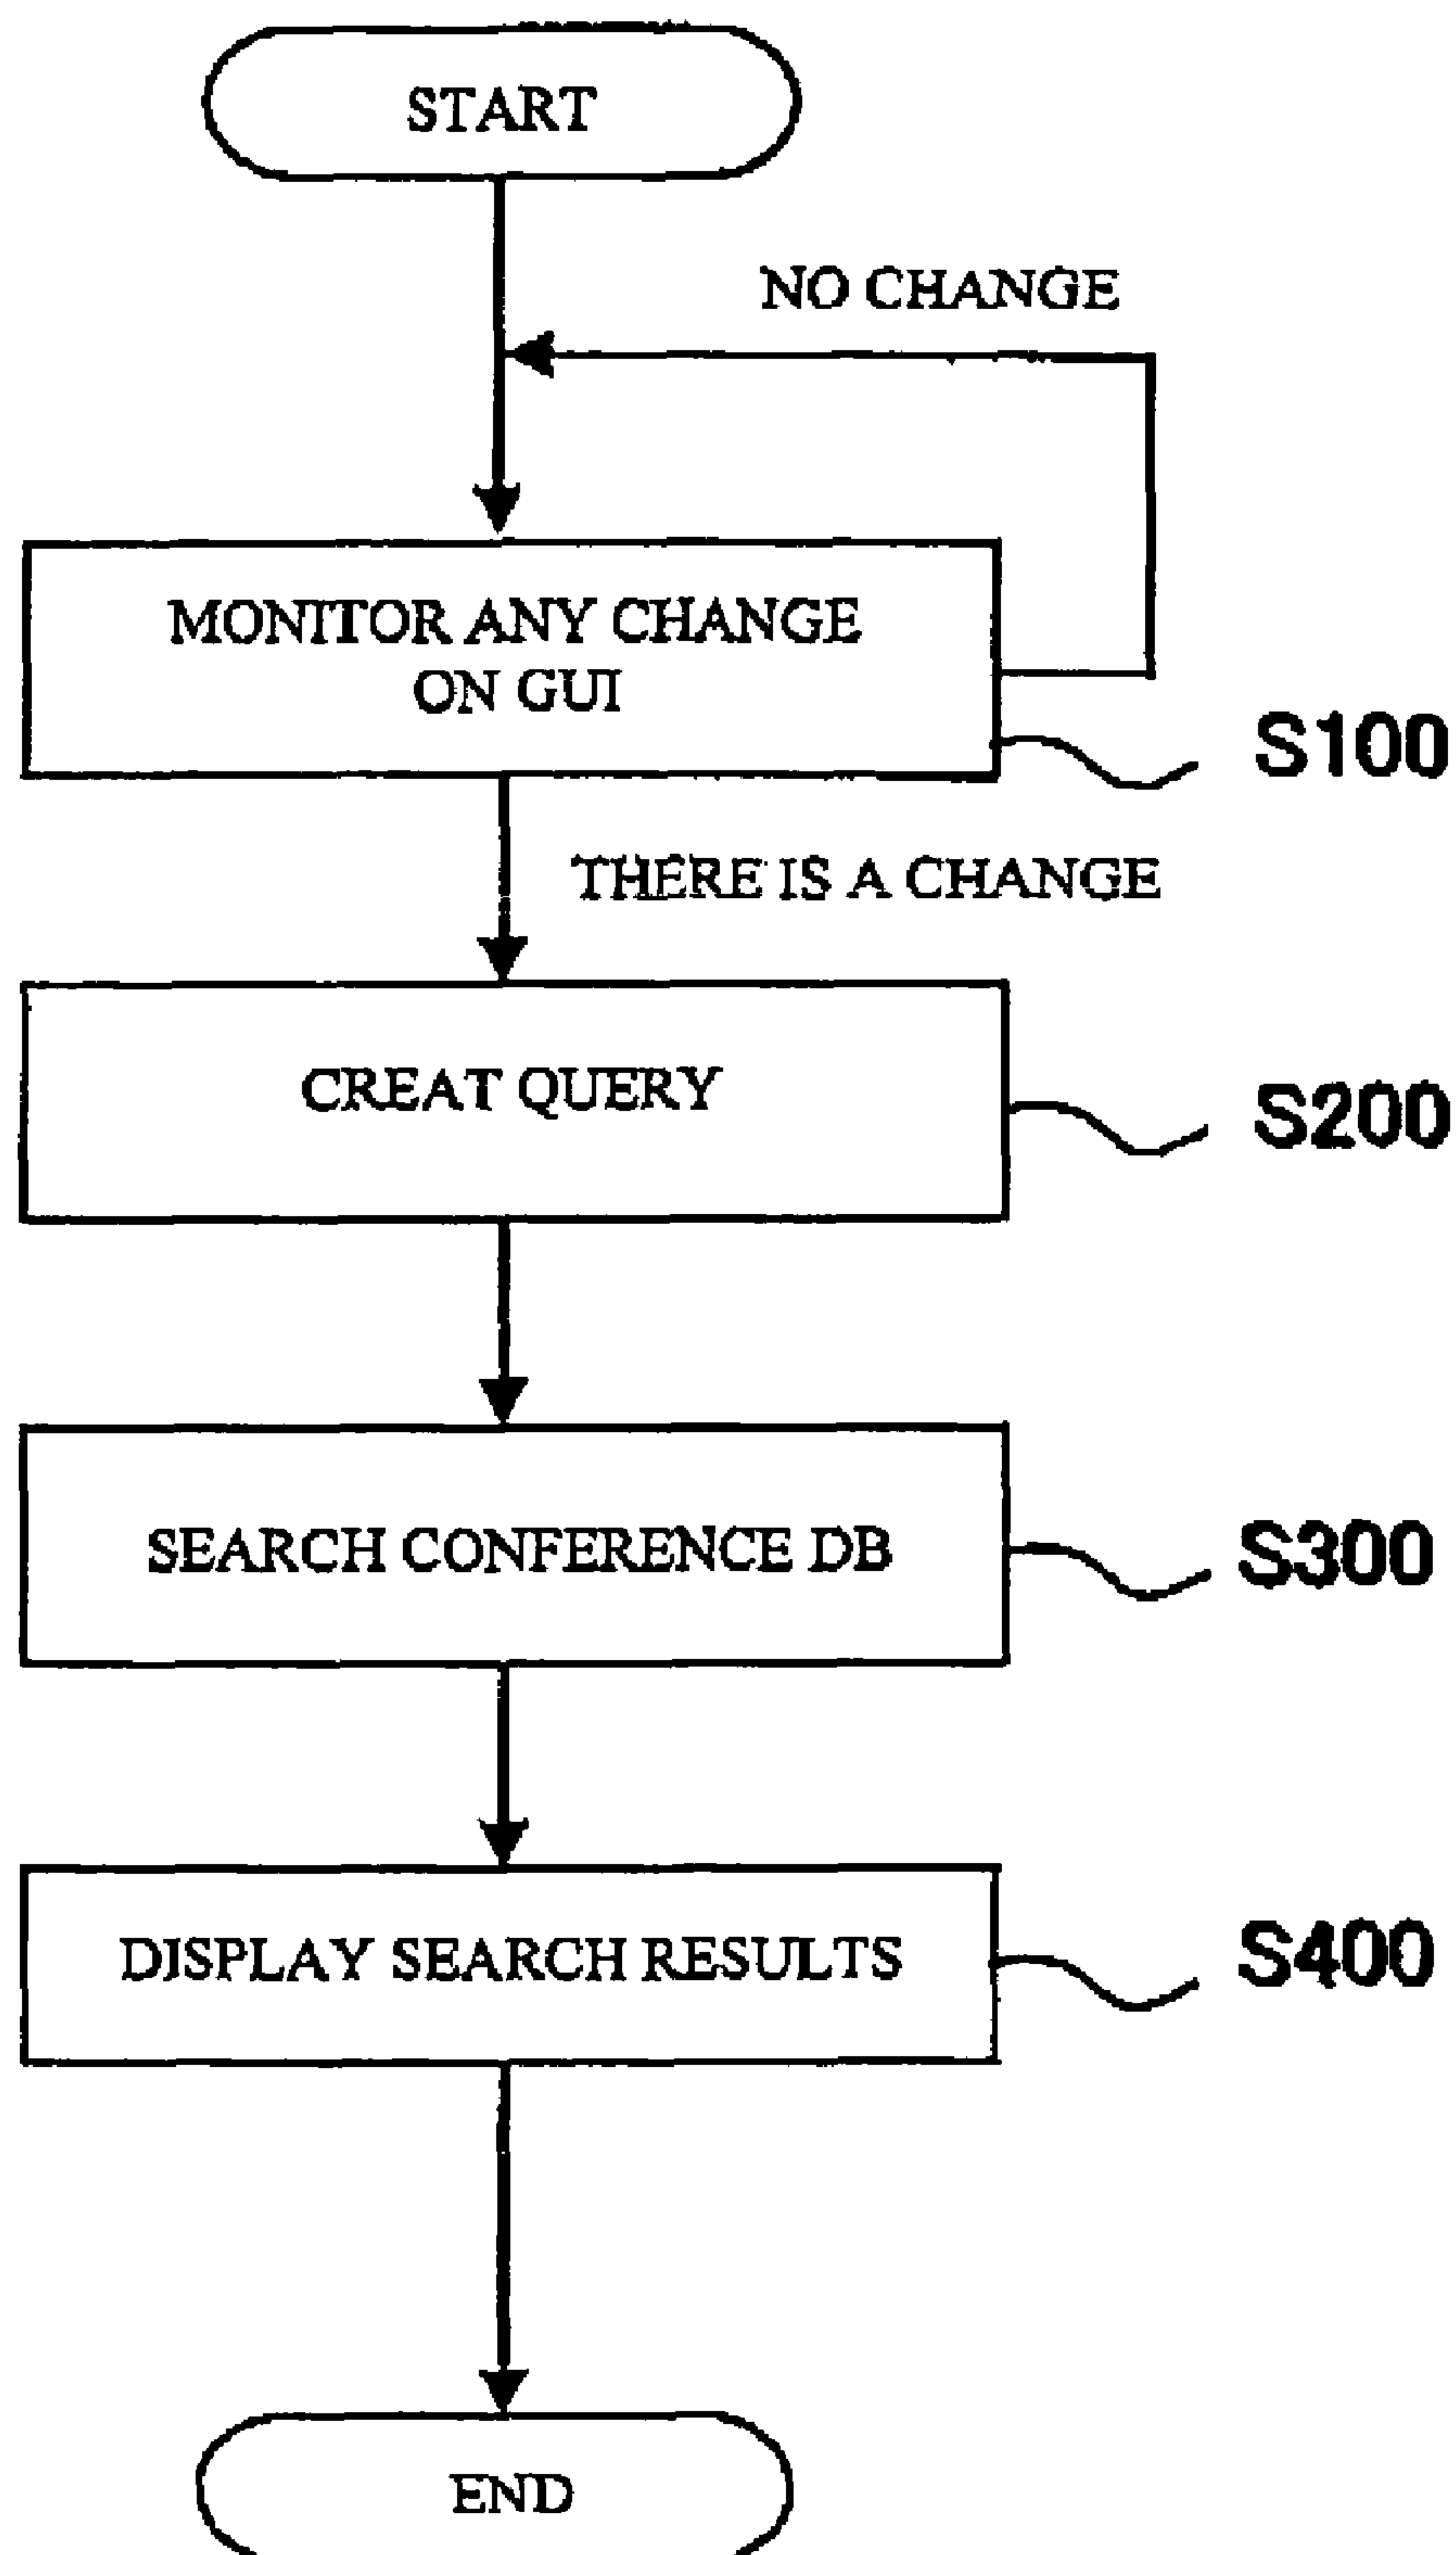 START
NO CHANGE
MONITOR ANY CHANGE
ON GUI
S100
THERE IS A CHANGE
CREAT QUERY
S200
SEARCH CONFERENCE DB
S300
DISPLAY SEARCH RESULTS
S400
END